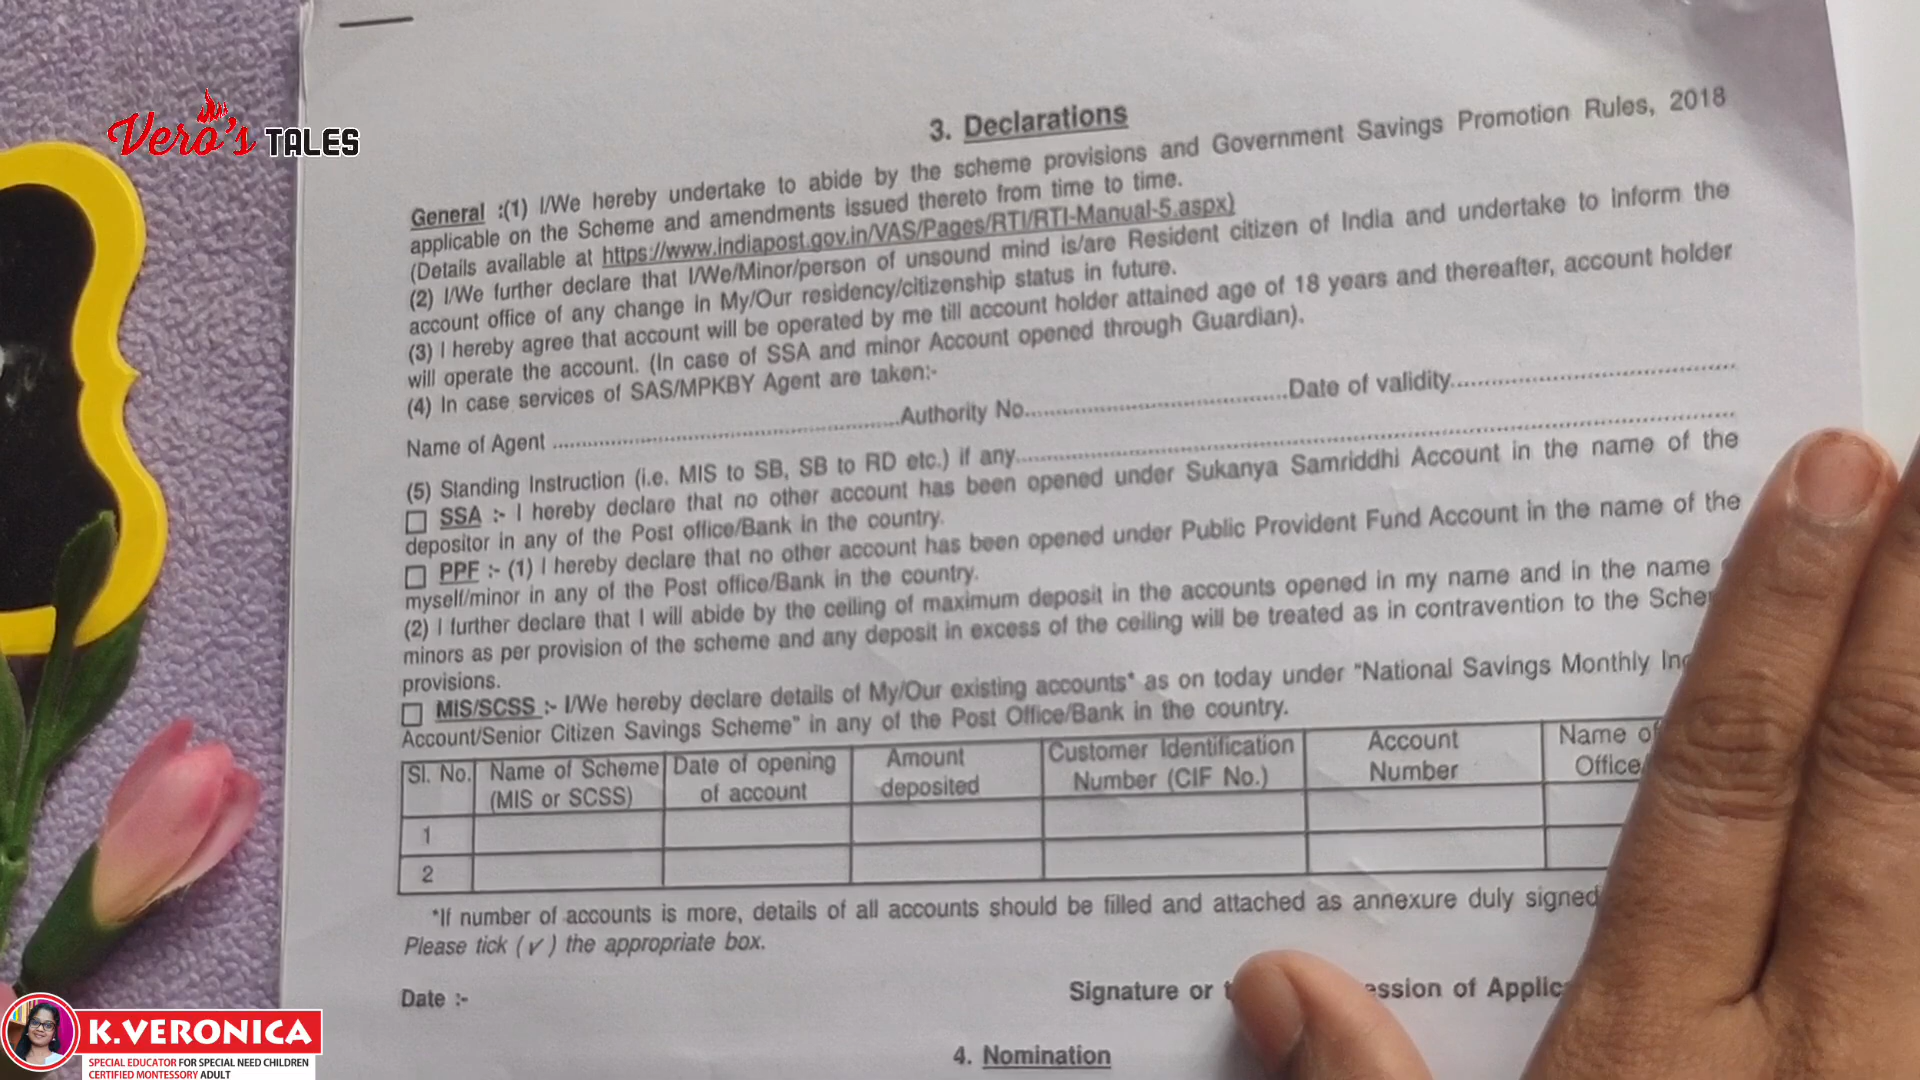 Vero's TALES
3. Declarations
General :(1) I/We hereby undertake to abide by the scheme provisions and Government Savings Promotion Rules, 2018
applicable on the Scheme and amendments issued thereto from time to time.
(Details available at https://www.indiapost.gov.in/VAS/Pages/RTI/RTI-Manual-5.aspx)
(2) I/We further declare that I/We/Minor/person of unsound mind is/are Resident citizen of India and undertake to inform the
account office of any change in My/Our residency/citizenship status in future.
(3) I hereby agree that account will be operated by me till account holder attained age of 18 years and thereafter, account holder
will operate the account. (In case of SSA and minor Account opened through Guardian).
(4) In case services of SAS/MPKBY Agent are taken:-
Name of Agent ............................................................Authority No...............................................Date of validity..................................................
(5) Standing Instruction (i.e. MIS to SB, SB to RD etc.) if any..............................................................................................................................
SSA :- I hereby declare that no other account has been opened under Sukanya Samriddhi Account in the name of the
depositor in any of the Post office/Bank in the country.
PPF :- (1) I hereby declare that no other account has been opened under Public Provident Fund Account in the name of the
myself/minor in any of the Post office/Bank in the country.
(2) I further declare that I will abide by the ceiling of maximum deposit in the accounts opened in my name and in the name
minors as per provision of the scheme and any deposit in excess of the ceiling will be treated as in contravention to the Sche
provisions.
MIS/SCSS :- I/We hereby declare details of My/Our existing accounts* as on today under "National Savings Monthly Inc
Account/Senior Citizen Savings Scheme" in any of the Post Office/Bank in the country.
Sl. No. Name of Scheme (MIS or SCSS) Date of opening of account Amount deposited Customer Identification Number (CIF No.) Account Number Name of Office/
1
2
*If number of accounts is more, details of all accounts should be filled and attached as annexure duly signed
Please tick (✓) the appropriate box.
Date :-
Signature or t ession of Applic
4. Nomination
K.VERONICA
SPECIAL EDUCATOR FOR SPECIAL NEED CHILDREN
CERTIFIED MONTESSORY ADULT